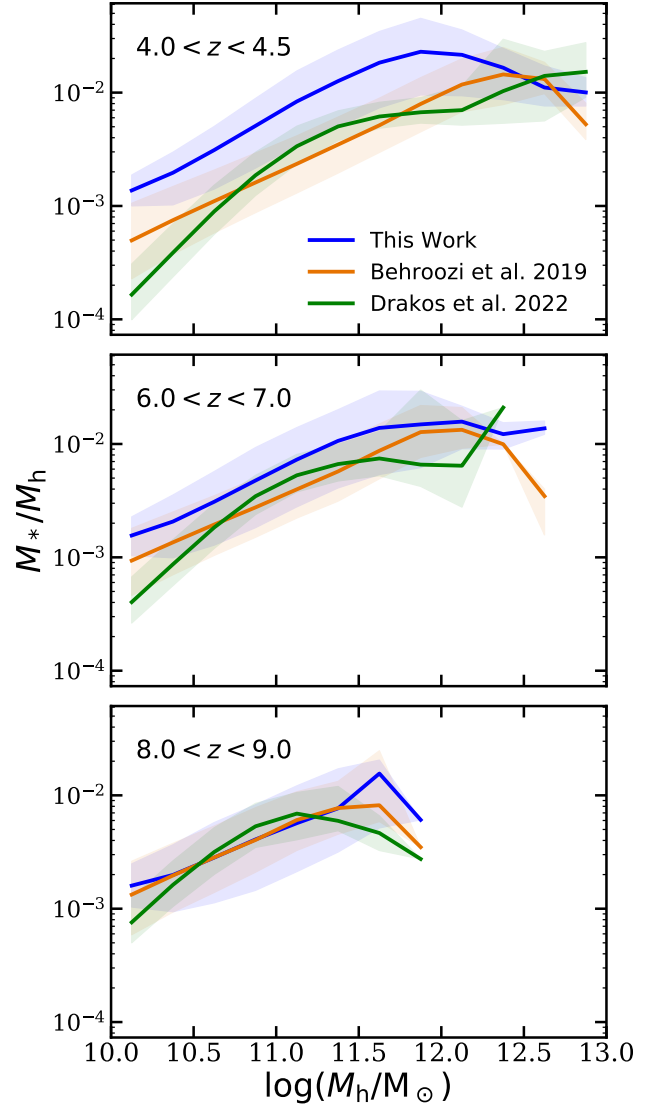 4.0 < z < 4.5
10⁻²
10⁻³
10⁻⁴
This Work
Behroozi et al. 2019
Drakos et al. 2022
6.0 < z < 7.0
10⁻²
10⁻³
10⁻⁴
M*/Mh
8.0 < z < 9.0
10⁻²
10⁻³
10⁻⁴
10.0 10.5 11.0 11.5 12.0 12.5 13.0
log(Mh/M⊙)